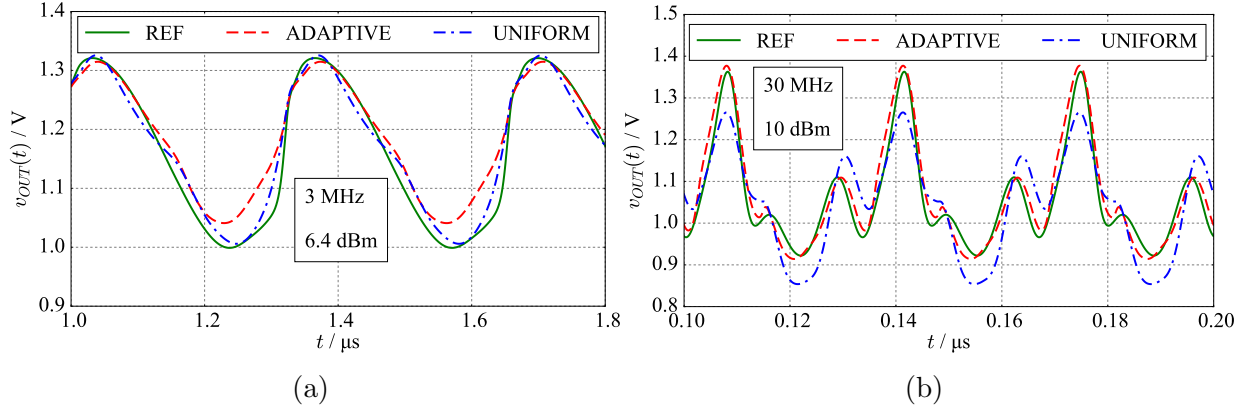 REF ADAPTIVE UNIFORM
3 MHz
6.4 dBm
v_OUT(t) / V
1.4
1.3
1.2
1.1
1.0
0.9
1.0 1.2 1.4 1.6 1.8
t / μs
(a)
REF ADAPTIVE UNIFORM
30 MHz
10 dBm
v_OUT(t) / V
1.5
1.4
1.3
1.2
1.1
1.0
0.9
0.8
0.10 0.12 0.14 0.16 0.18 0.20
t / μs
(b)